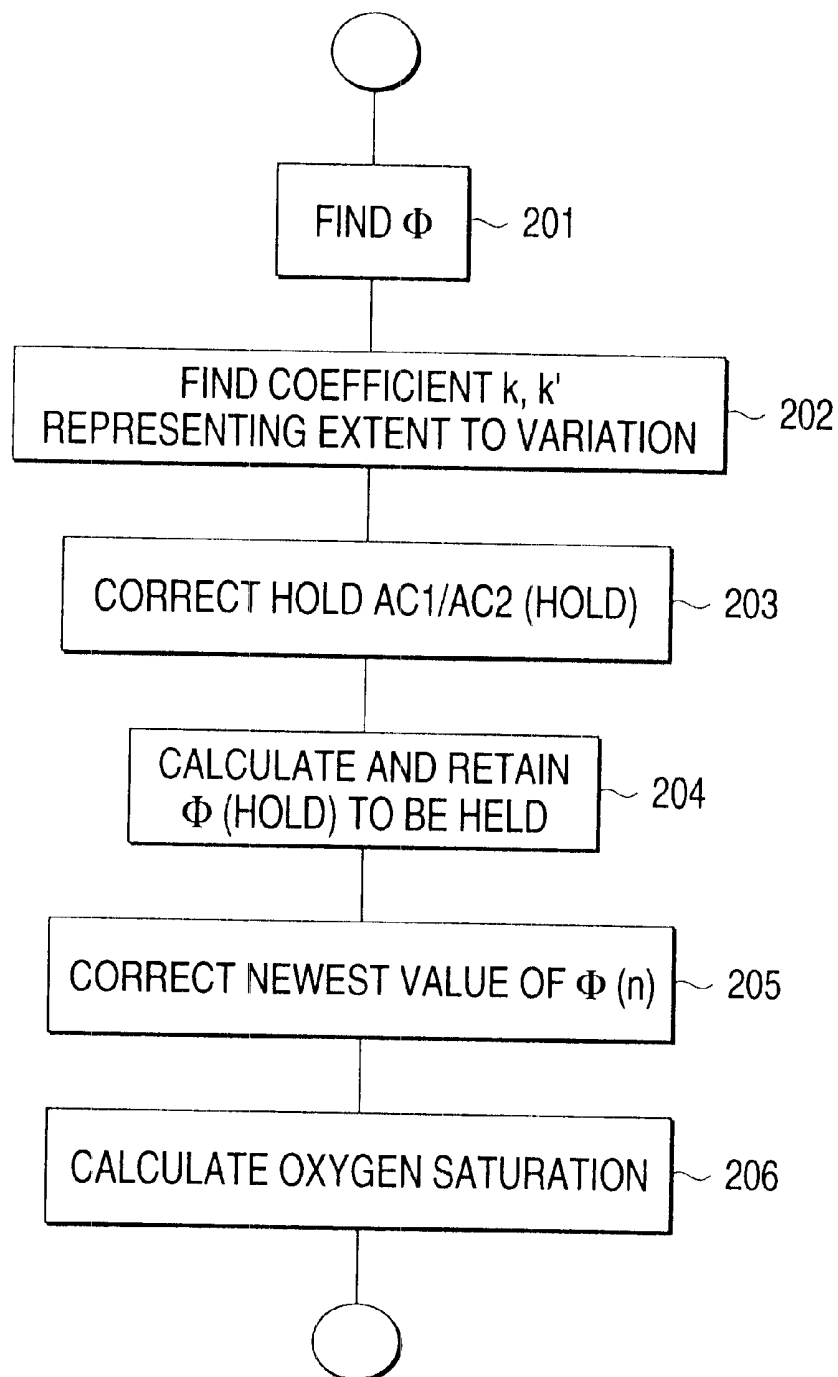 FIND Φ
201
FIND COEFFICIENT k, k'
REPRESENTING EXTENT TO VARIATION
202
CORRECT HOLD AC1/AC2 (HOLD)
203
CALCULATE AND RETAIN
Φ (HOLD) TO BE HELD
204
CORRECT NEWEST VALUE OF Φ (n)
205
CALCULATE OXYGEN SATURATION
206